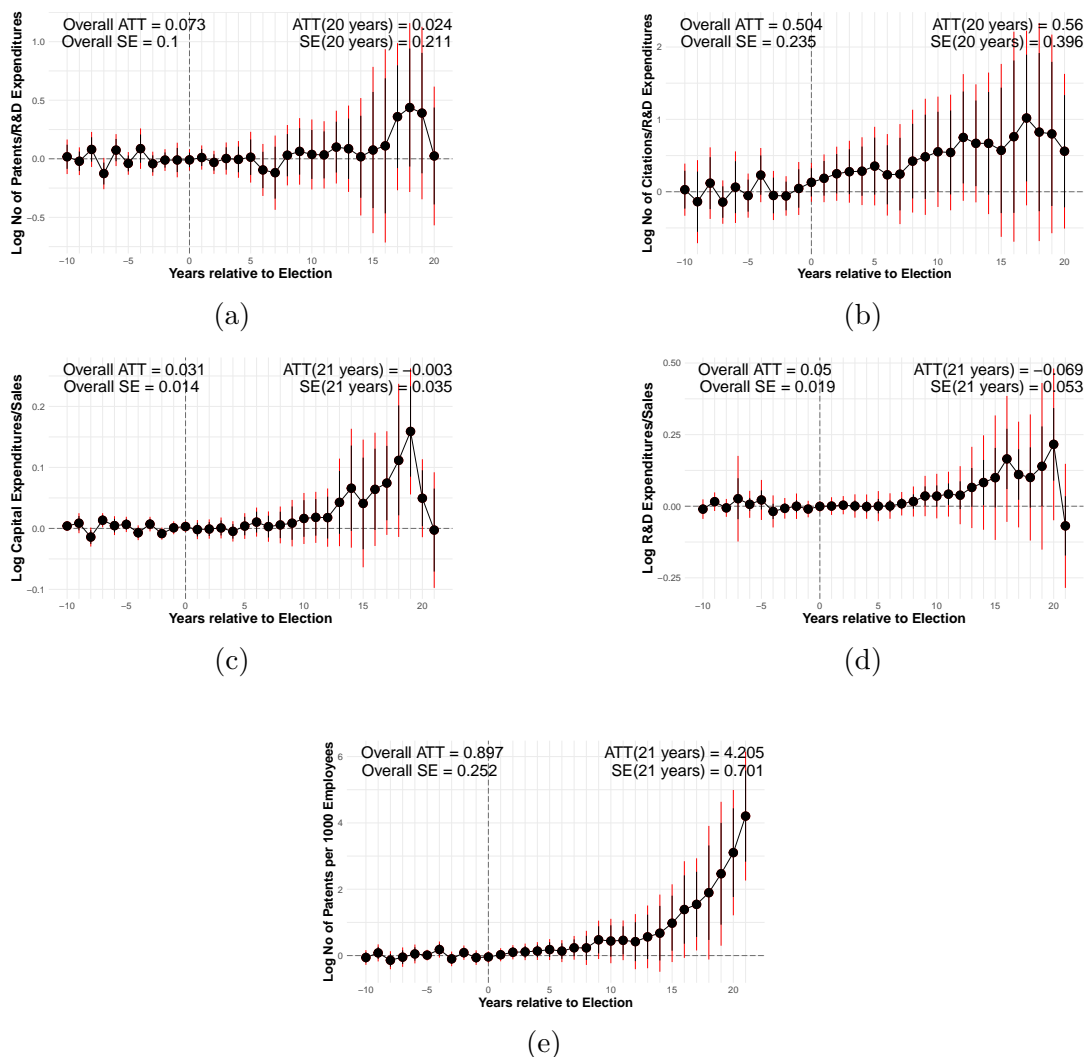 Overall ATT = 0.073 ATT(20 years) = 0.024
Overall SE = 0.1 SE(20 years) = 0.211
Log No of Patents/R&D Expenditures
1.0
0.5
0.0
−0.5
−10 −5 0 5 10 15 20
Years relative to Election
(a)
Overall ATT = 0.504 ATT(20 years) = 0.56
Overall SE = 0.235 SE(20 years) = 0.396
Log No of Citations/R&D Expenditures
2
1
0
−10 −5 0 5 10 15 20
Years relative to Election
(b)
Overall ATT = 0.031 ATT(21 years) = −0.003
Overall SE = 0.014 SE(21 years) = 0.035
Log Capital Expenditures/Sales
0.2
0.1
0.0
−0.1
−10 −5 0 5 10 15 20
Years relative to Election
(c)
Overall ATT = 0.05 ATT(21 years) = −0.069
Overall SE = 0.019 SE(21 years) = 0.053
Log R&D Expenditures/Sales
0.50
0.25
0.00
−0.25
−10 −5 0 5 10 15 20
Years relative to Election
(d)
Overall ATT = 0.897 ATT(21 years) = 4.205
Overall SE = 0.252 SE(21 years) = 0.701
Log No of Patents per 1000 Employees
6
4
2
0
−10 −5 0 5 10 15 20
Years relative to Election
(e)